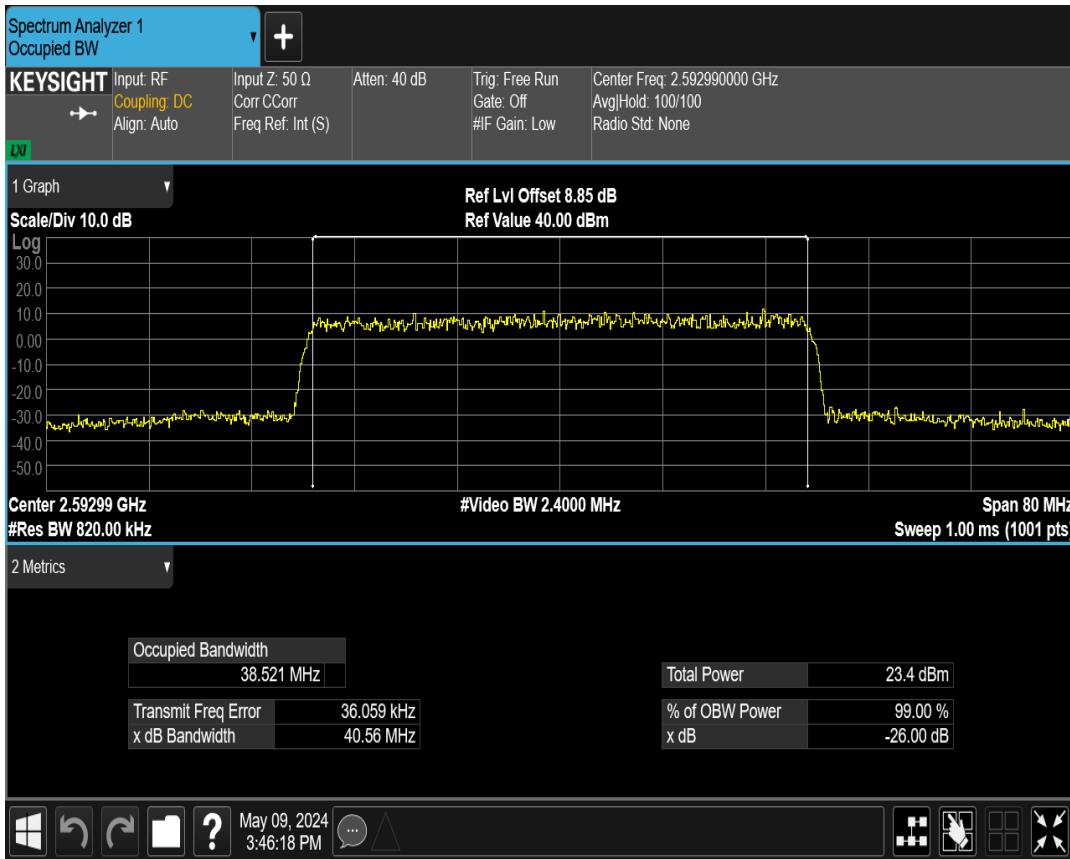 Spectrum Analyzer 1
Occupied BW
+
KEYSIGHT
LXI
Input: RF
Coupling: DC
Align: Auto
Input Z: 50 Ω
Corr CCorr
Freq Ref: Int (S)
Atten: 40 dB
Trig: Free Run
Gate: Off
#IF Gain: Low
Center Freq: 2.592990000 GHz
Avg|Hold: 100/100
Radio Std: None
1 Graph
Scale/Div 10.0 dB
Ref Lvl Offset 8.85 dB
Ref Value 40.00 dBm
Log
30.0
20.0
10.0
0.00
-10.0
-20.0
-30.0
-40.0
-50.0
Center 2.59299 GHz
#Res BW 820.00 kHz
#Video BW 2.4000 MHz
Span 80 MHz
Sweep 1.00 ms (1001 pts)
2 Metrics
Occupied Bandwidth
38.521 MHz
Transmit Freq Error 36.059 kHz
x dB Bandwidth 40.56 MHz
Total Power 23.4 dBm
% of OBW Power 99.00 %
x dB -26.00 dB
?
May 09, 2024
3:46:18 PM